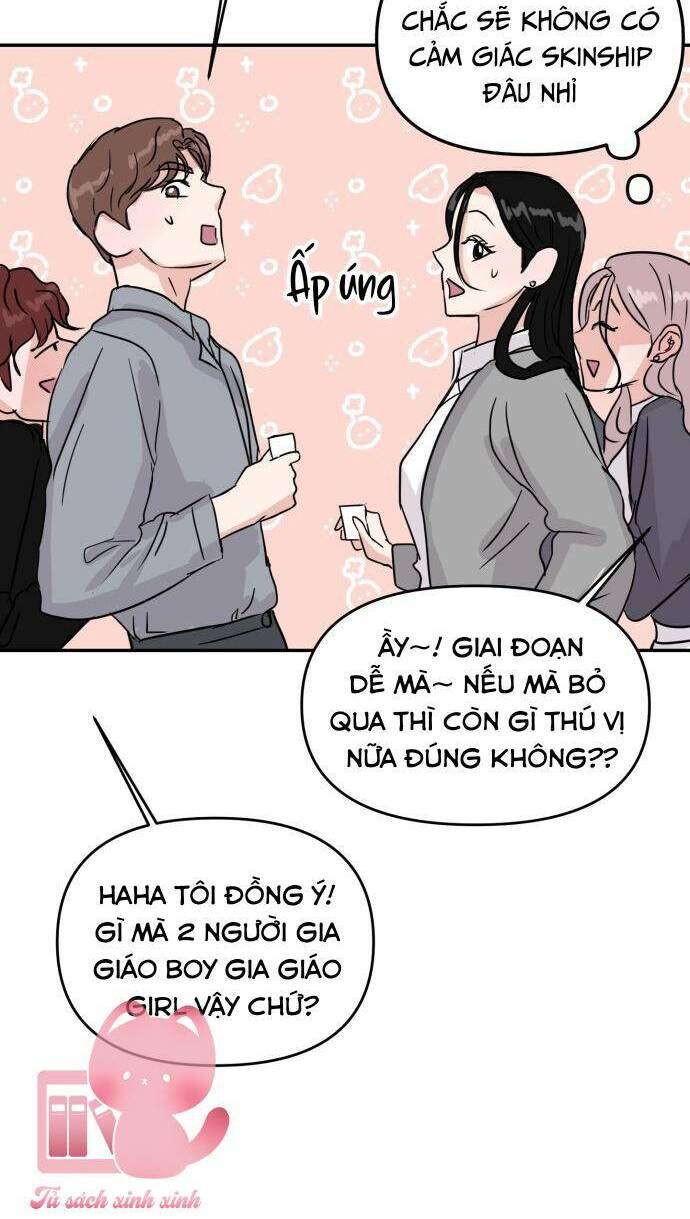 CHẮC SẼ KHÔNG CÓ
CẢM GIÁC SKINSHIP
ĐÂU NHỈ
Ấp úng
ẦY~! GIAI ĐOẠN
DỄ MÀ~ NẾU MÀ BỎ
QUA THÌ CÒN GÌ THÚ VỊ
NỮA ĐÚNG KHÔNG??
HAHA TÔI ĐỒNG Ý!
GÌ MÀ 2 NGƯỜI GIA
GIÁO BOY GIA GIÁO
GIRL VẬY CHỨ?
Tủ sách xinh xinh